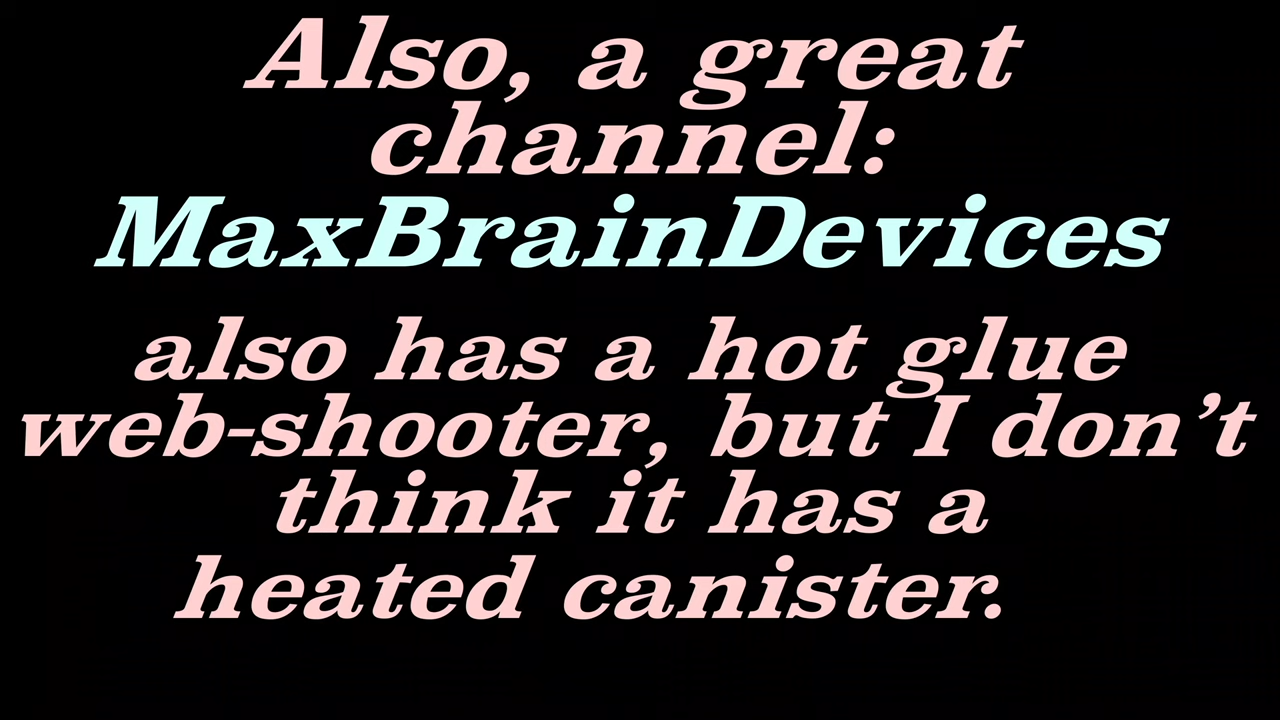 Also, a great
channel:
MaxBrainDevices
also has a hot glue
web-shooter, but I don’t
think it has a
heated canister.